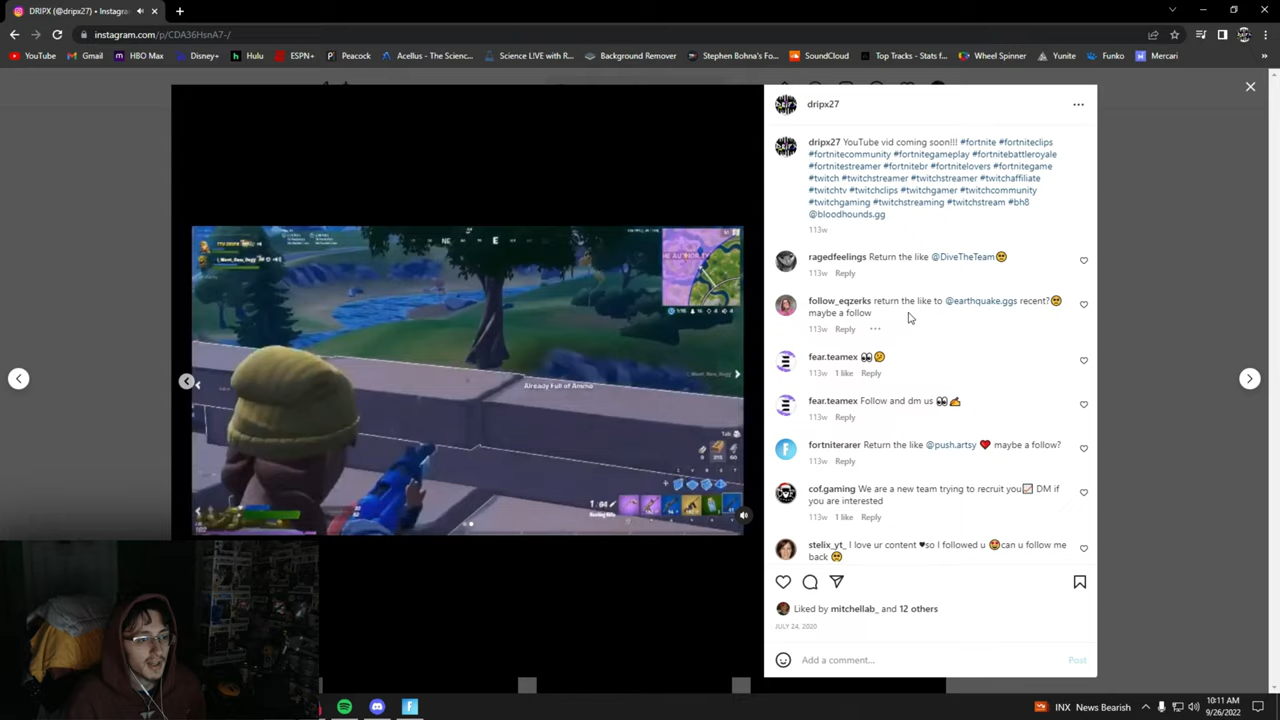 DRIPX (@dripx27) • Instagram
instagram.com/p/CDA36HsnA7-/
YouTube
Gmail
HBO Max
Disney+
Hulu
ESPN+
Peacock
Acellus - The Scienc...
Science LIVE with R...
Background Remover
Stephen Bohna's Fo...
SoundCloud
Top Tracks - Stats f...
Wheel Spinner
Yunite
Funko
Mercari
dripx27
dripx27 YouTube vid coming soon!!! #fortnite #fortniteclips
#fortnitecommunity #fortnitegameplay #fortnitebattleroyale
#fortnitestreamer #fortnitebr #fortnitelovers #fortnitegame
#twitch #twitchstreamer #twitchstreamer #twitchaffiliate
#twitchtv #twitchclips #twitchgamer #twitchcommunity
#twitchgaming #twitchstreaming #twitchstream #bh8
@bloodhounds.gg
113w
ragedfeelings Return the like @DiveTheTeam🥺
113w Reply
follow_eqzerks return the like to @earthquake.ggs recent?🥺
maybe a follow
113w Reply
fear.teamex 👀🫤
113w 1 like Reply
fear.teamex Follow and dm us 👀✍
113w Reply
fortniterarer Return the like @push.artsy ❤ maybe a follow?
113w Reply
cof.gaming We are a new team trying to recruit you📈 DM if
you are interested
113w 1 like Reply
stelix_yt_ I love ur content ♥so I followed u 😍can u follow me
back 🥺
Liked by mitchellab_ and 12 others
JULY 24, 2020
Add a comment...
Post
NE
E
HE AUTHORITY
Already Full of Ammo
INX News Bearish
10:11 AM
9/26/2022